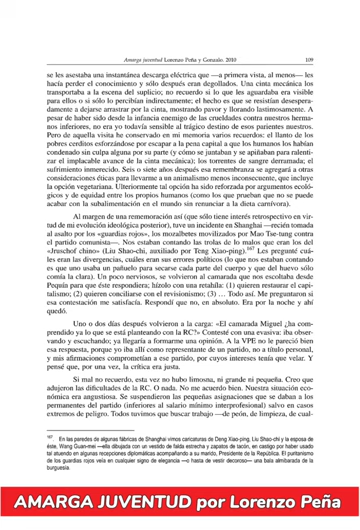 Amarga juventud Lorenzo Peña y Gonzalo. 2010 109
se les asestaba una instantánea descarga eléctrica que —a primera vista, al menos— les
hacía perder el conocimiento y sólo después eran degollados. Una cinta mecánica los
transportaba a la escena del suplicio; no recuerdo si lo que les aguardaba era visible
para ellos o si sólo lo percibían indirectamente; el hecho es que se resistían desespera-
damente a dejarse arrastrar por la cinta, mostrando pavor y llorando lastimosamente. A
pesar de haber sido desde la infancia enemigo de las crueldades contra nuestros herma-
nos inferiores, no era yo todavía sensible al trágico destino de esos parientes nuestros.
Pero de aquella visita he conservado en mi memoria varios recuerdos: el llanto de los
pobres cerditos esforzándose por escapar a la pena capital a que los humanos los habían
condenado sin culpa alguna por su parte (y cómo se juntaban y se apiñaban para ralenti-
zar el implacable avance de la cinta mecánica); los torrentes de sangre derramada; el
sufrimiento inmerecido. Seis o siete años después esa remembranza se agregará a otras
consideraciones éticas para llevarme a un animalismo menos inconsecuente, que incluye
la opción vegetariana. Ulteriormente tal opción ha sido reforzada por argumentos ecoló-
gicos y de equidad entre los propios humanos (como los que prueban que no se puede
acabar con la subalimentación en el mundo sin renunciar a la dieta carnívora).
Al margen de una rememoración así (que sólo tiene interés retrospectivo en vir-
tud de mi evolución ideológica posterior), tuve un incidente en Shanghai —recién tomada
al asalto por los «guardias rojos», los mozalbetes movilizados por Mao Tse-tung contra
el partido comunista—. Nos estaban contando las trolas de lo malos que eran los del
«Jruschof chino» (Liu Shao-chi, auxiliado por Teng Xiao-ping).167 Les pregunté cuá-
les eran las divergencias, cuáles eran sus errores políticos (lo que nos estaban contando
es que uno usaba un pañuelo para secarse cada parte del cuerpo y que del huevo sólo
comía la clara). Un poco nervioso, se volvieron al camarada que nos escoltaba desde
Pequín para que éste respondiera; hízolo con una retahíla: (1) quieren restaurar el capi-
talismo; (2) quieren conciliarse con el revisionismo; (3) … Todo así. Me preguntaron si
esa contestación me satisfacía. Respondí que no, en absoluto. Era por la noche y ahí
quedó.
Uno o dos días después volvieron a la carga: «El camarada Miguel ¿ha com-
prendido ya lo que se está planteando con la RC?» Contesté con una evasiva: iba obser-
vando y escuchando; ya llegaría a formarme una opinión. A la VPE no le pareció bien
esa respuesta, porque yo iba allí como representante de un partido, no a título personal,
y mis afirmaciones comprometían a ese partido, por cuyos intereses tenía que velar. Y
pensé que, por una vez, la crítica era justa.
Si mal no recuerdo, esta vez no hubo limusina, ni grande ni pequeña. Creo que
adujeron las dificultades de la RC. O nada. No me acuerdo bien. Nuestra situación eco-
nómica era angustiosa. Se suspendieron las pequeñas asignaciones que se daban a los
permanentes del partido (inferiores al salario mínimo interprofesional) salvo en casos
extremos de peligro. Todos tuvimos que buscar trabajo —de peón, de limpieza, de cual-
167 En las paredes de algunas fábricas de Shanghai vimos caricaturas de Deng Xiao-ping, Liu Shao-chi y la esposa de
éste, Wang Guan-mei —ella dibujada con un vestido de falda estrecha y zapatos de tacón, en castigo por haber usado
tal atuendo en algunas recepciones diplomáticas acompañando a su marido, Presidente de la República. El puritanismo
de los guardias rojos veía en cualquier signo de elegancia —o hasta de vestir decoroso— una bala almibarada de la
burguesía.
AMARGA JUVENTUD por Lorenzo Peña